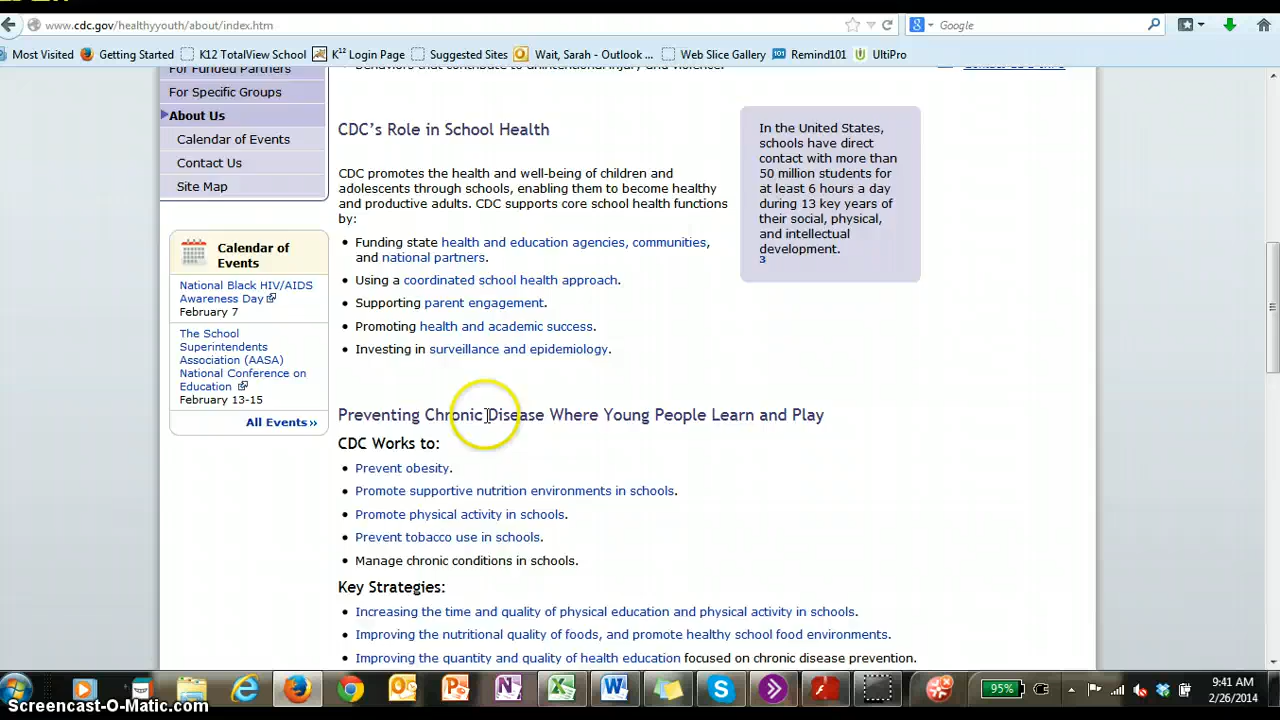 www.cdc.gov/healthyyouth/about/index.htm
Google
Most Visited Getting Started K12 TotalView School K¹² Login Page Suggested Sites Wait, Sarah - Outlook ... Web Slice Gallery Remind101 UltiPro
For Funded Partners
For Specific Groups
About Us
Calendar of Events
Contact Us
Site Map
Calendar of
Events
National Black HIV/AIDS
Awareness Day
February 7
The School
Superintendents
Association (AASA)
National Conference on
Education
February 13-15
All Events »
Behaviors that contribute to unintentional injury and violence.
CDC's Role in School Health
CDC promotes the health and well-being of children and
adolescents through schools, enabling them to become healthy
and productive adults. CDC supports core school health functions
by:
• Funding state health and education agencies, communities,
and national partners.
• Using a coordinated school health approach.
• Supporting parent engagement.
• Promoting health and academic success.
• Investing in surveillance and epidemiology.
In the United States,
schools have direct
contact with more than
50 million students for
at least 6 hours a day
during 13 key years of
their social, physical,
and intellectual
development.
3
Preventing Chronic Disease Where Young People Learn and Play
CDC Works to:
• Prevent obesity.
• Promote supportive nutrition environments in schools.
• Promote physical activity in schools.
• Prevent tobacco use in schools.
• Manage chronic conditions in schools.
Key Strategies:
• Increasing the time and quality of physical education and physical activity in schools.
• Improving the nutritional quality of foods, and promote healthy school food environments.
• Improving the quantity and quality of health education focused on chronic disease prevention.
95%
9:41 AM
2/26/2014
Screencast-O-Matic.com